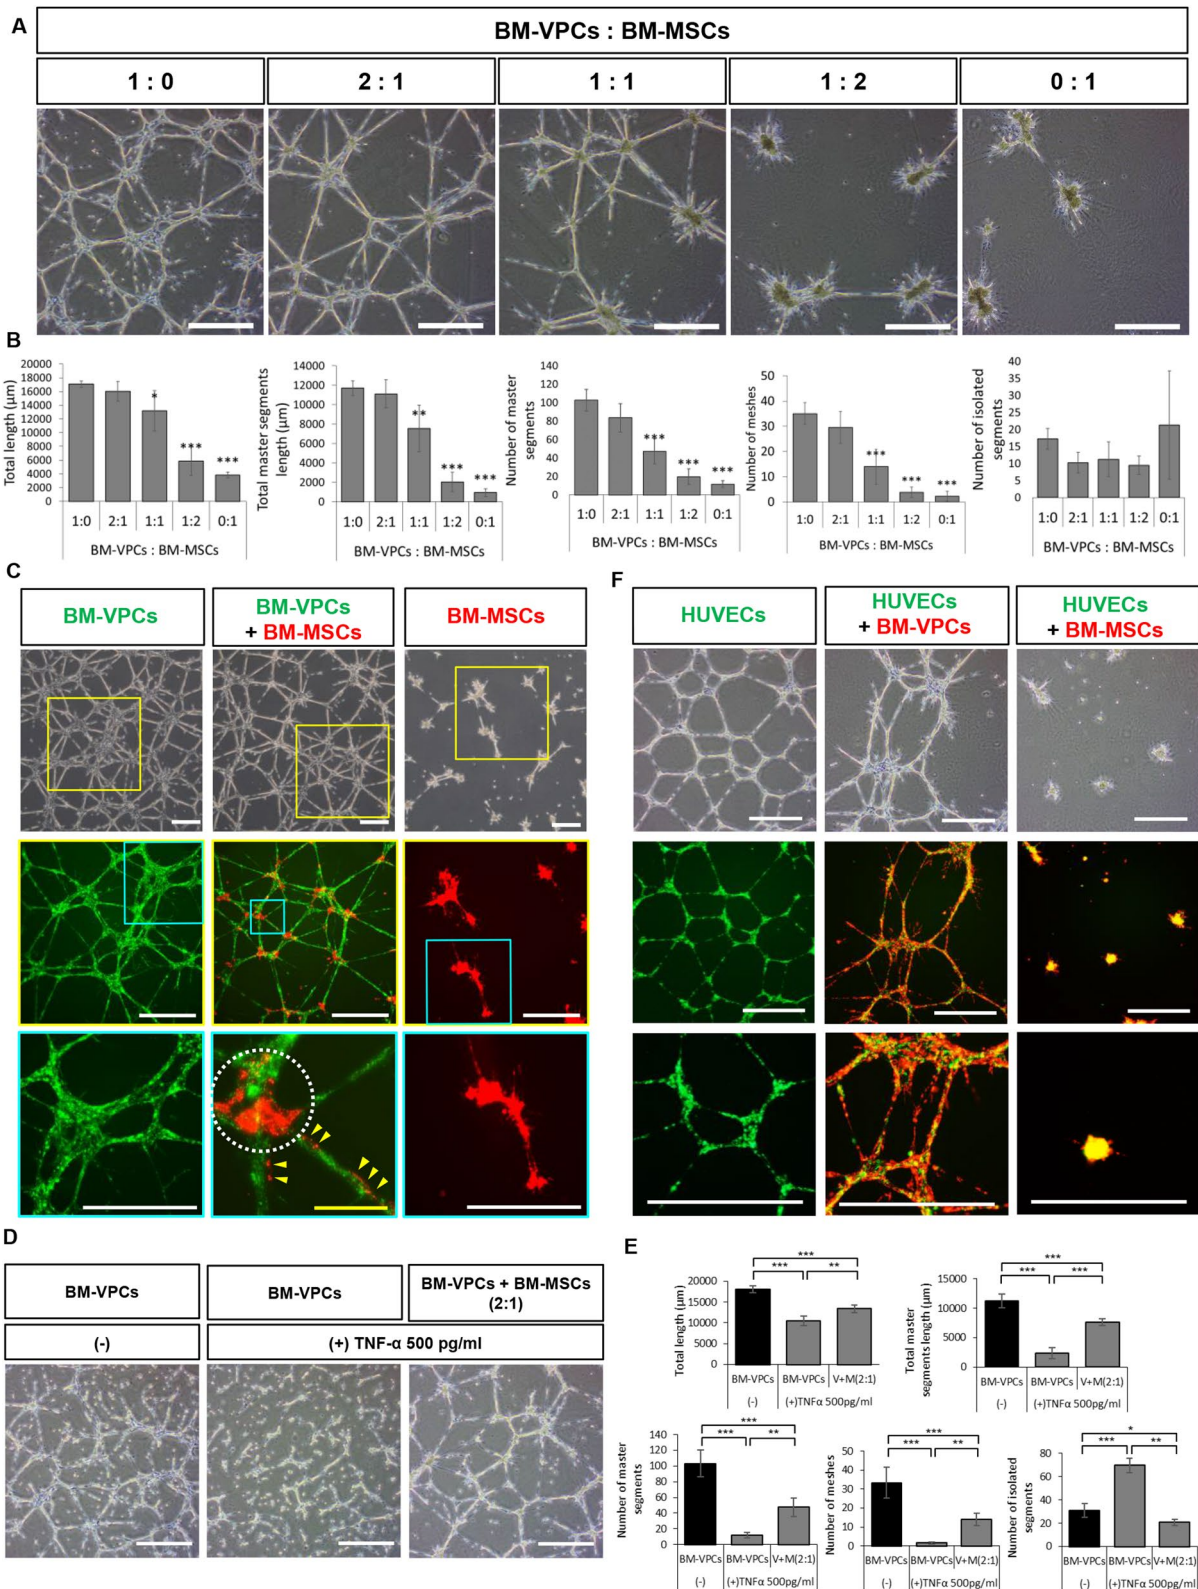 A
BM-VPCs : BM-MSCs
1 : 0
2 : 1
1 : 1
1 : 2
0 : 1
B
Total length (µm)
20000
18000
16000
14000
12000
10000
8000
6000
4000
2000
0
*
***
***
1:0 2:1 1:1 1:2 0:1
BM-VPCs : BM-MSCs
Total master segments
length (µm)
14000
12000
10000
8000
6000
4000
2000
0
**
***
***
1:0 2:1 1:1 1:2 0:1
BM-VPCs : BM-MSCs
Number of master
segments
140
120
100
80
60
40
20
0
***
***
***
1:0 2:1 1:1 1:2 0:1
BM-VPCs : BM-MSCs
Number of meshes
50
40
30
20
10
0
***
***
***
1:0 2:1 1:1 1:2 0:1
BM-VPCs : BM-MSCs
Number of isolated
segments
40
35
30
25
20
15
10
5
0
1:0 2:1 1:1 1:2 0:1
BM-VPCs : BM-MSCs
C
BM-VPCs
BM-VPCs
+ BM-MSCs
BM-MSCs
F
HUVECs
HUVECs
+ BM-VPCs
HUVECs
+ BM-MSCs
D
BM-VPCs
BM-VPCs
BM-VPCs + BM-MSCs
(2:1)
(-)
(+) TNF-α 500 pg/ml
E
Total length (µm)
20000
15000
10000
5000
0
***
***
**
BM-VPCs BM-VPCs V+M(2:1)
(-) (+)TNFα 500pg/ml
Total master
segments length (µm)
15000
10000
5000
0
***
***
***
BM-VPCs BM-VPCs V+M(2:1)
(-) (+)TNFα 500pg/ml
Number of master
segments
120
100
80
60
40
20
0
***
***
**
BM-VPCs BM-VPCs V+M(2:1)
(-) (+)TNFα 500pg/ml
Number of meshes
50
40
30
20
10
0
***
***
**
BM-VPCs BM-VPCs V+M(2:1)
(-) (+)TNFα 500pg/ml
Number of isolated
segments
80
60
40
20
0
*
***
**
BM-VPCs BM-VPCs V+M(2:1)
(-) (+)TNFα 500pg/ml